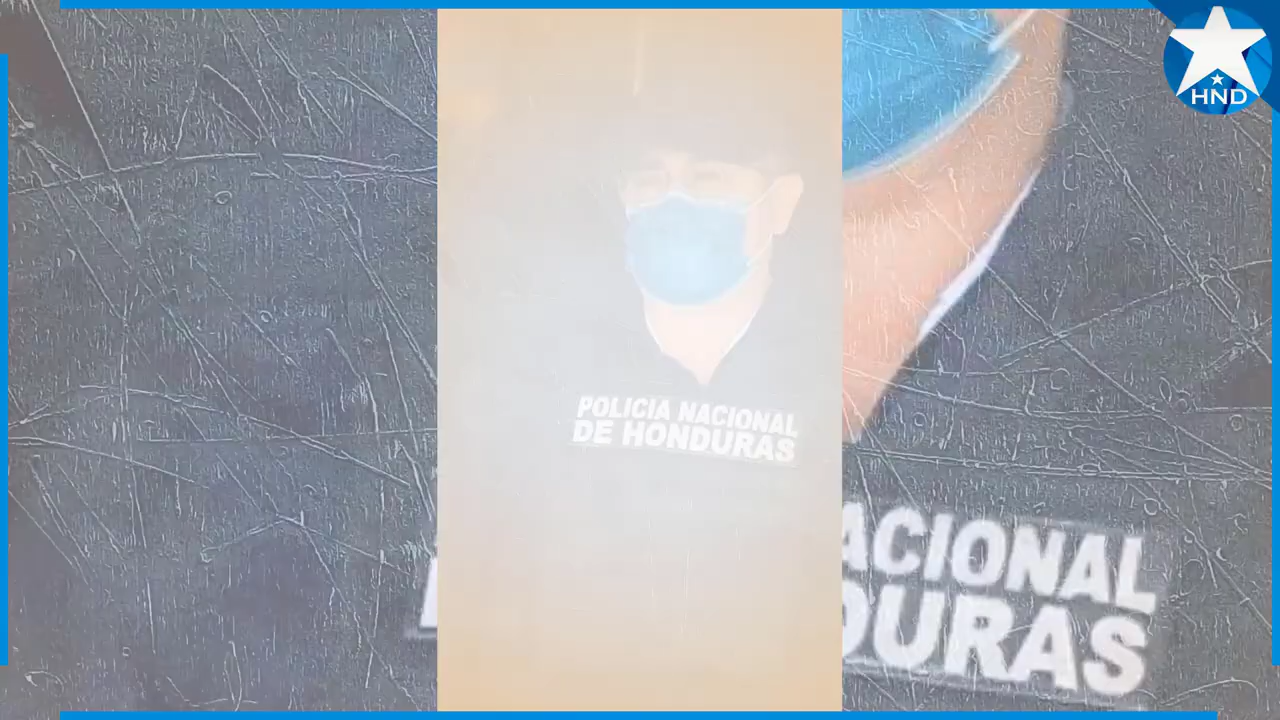 HND
POLICIA NACIONAL
DE HONDURAS
ACIONAL
DURAS